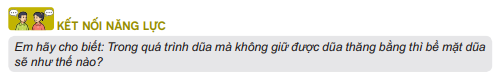 KẾT NỐI NĂNG LỰC
Em hãy cho biết: Trong quá trình dũa mà không giữ được dũa thăng bằng thì bề mặt dũa
sẽ như thế nào?